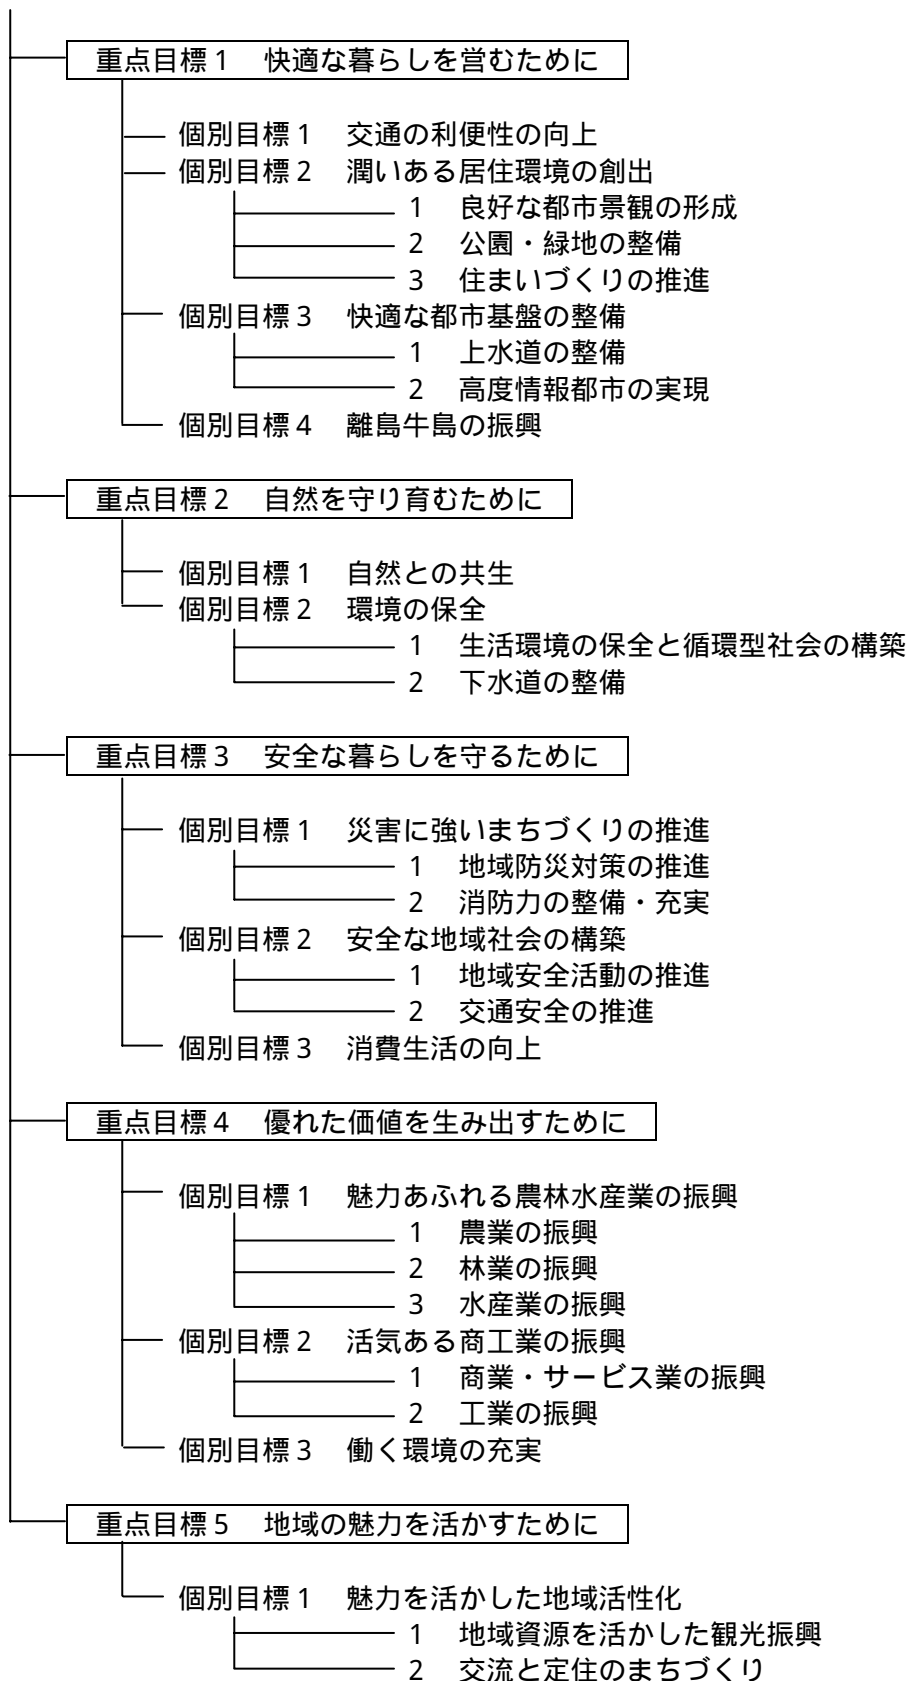 重点目標1　快適な暮らしを営むために
個別目標1　交通の利便性の向上
個別目標2　潤いある居住環境の創出
1　良好な都市景観の形成
2　公園・緑地の整備
3　住まいづくりの推進
個別目標3　快適な都市基盤の整備
1　上水道の整備
2　高度情報都市の実現
個別目標4　離島牛島の振興
重点目標2　自然を守り育むために
個別目標1　自然との共生
個別目標2　環境の保全
1　生活環境の保全と循環型社会の構築
2　下水道の整備
重点目標3　安全な暮らしを守るために
個別目標1　災害に強いまちづくりの推進
1　地域防災対策の推進
2　消防力の整備・充実
個別目標2　安全な地域社会の構築
1　地域安全活動の推進
2　交通安全の推進
個別目標3　消費生活の向上
重点目標4　優れた価値を生み出すために
個別目標1　魅力あふれる農林水産業の振興
1　農業の振興
2　林業の振興
3　水産業の振興
個別目標2　活気ある商工業の振興
1　商業・サービス業の振興
2　工業の振興
個別目標3　働く環境の充実
重点目標5　地域の魅力を活かすために
個別目標1　魅力を活かした地域活性化
1　地域資源を活かした観光振興
2　交流と定住のまちづくり